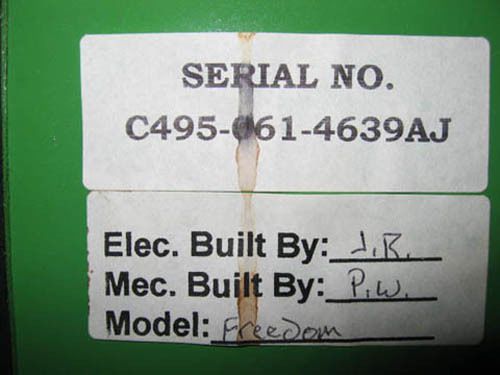 SERIAL NO.
C495-061-4639AJ
Elec. Built By: J.R.
Mec. Built By: P.W.
Model: Freedom